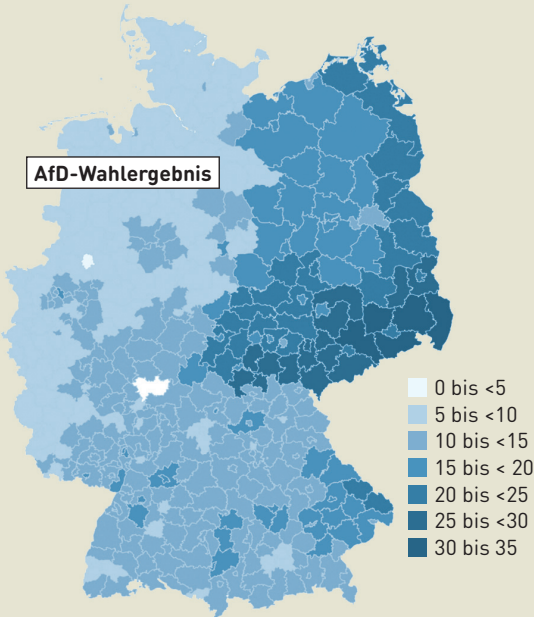 AfD-Wahlergebnis
0 bis <5
5 bis <10
10 bis <15
15 bis < 20
20 bis <25
25 bis <30
30 bis 35